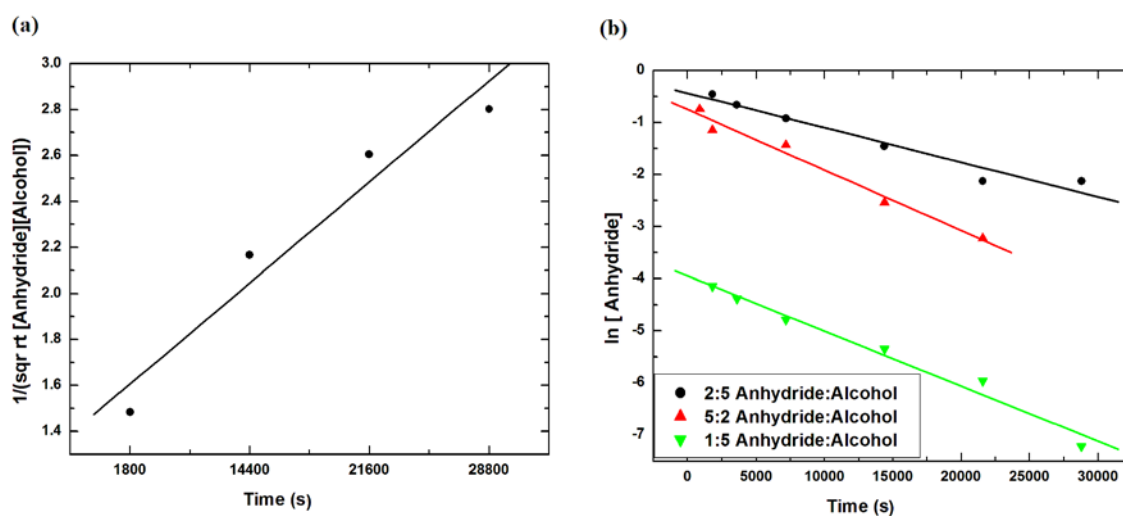 (a)
3.0
2.8
2.6
2.4
2.2
2.0
1.8
1.6
1.4
1/(sqr rt [Anhydride][Alcohol])
1800 14400 21600 28800
Time (s)
(b)
0
-1
-2
-3
-4
-5
-6
-7
ln [ Anhydride]
2:5 Anhydride:Alcohol
5:2 Anhydride:Alcohol
1:5 Anhydride:Alcohol
0 5000 10000 15000 20000 25000 30000
Time (s)